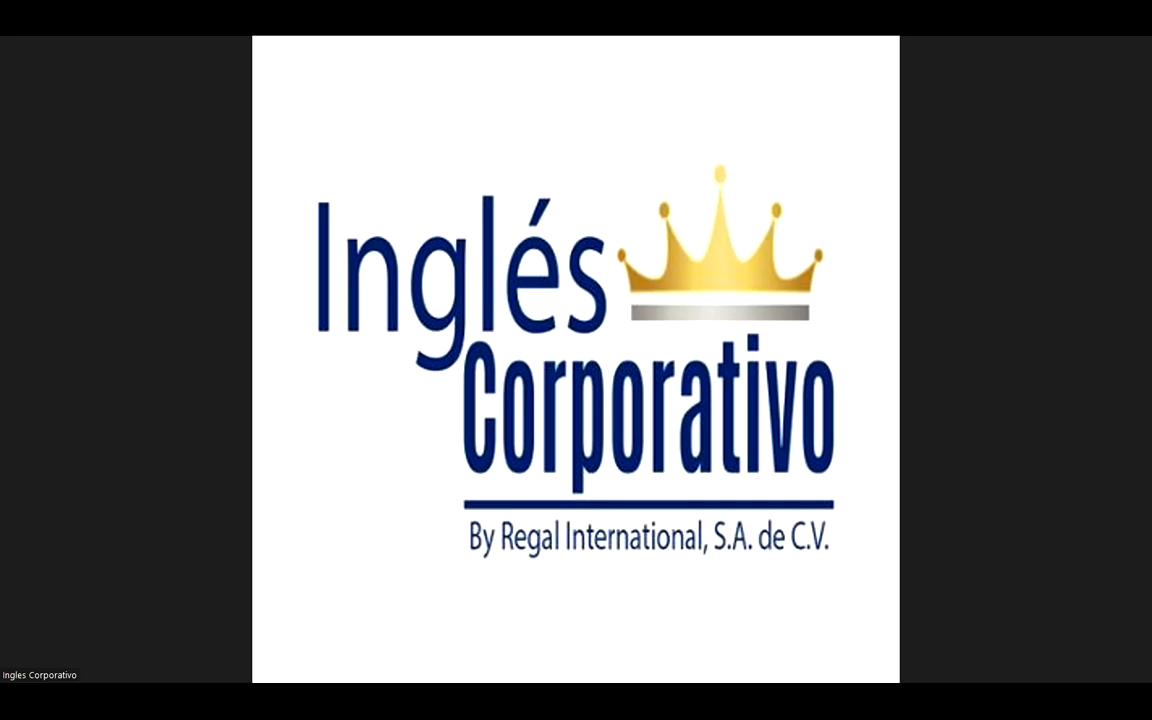 Inglés
Corporativo
By Regal International, S.A. de C.V.
Ingles Corporativo